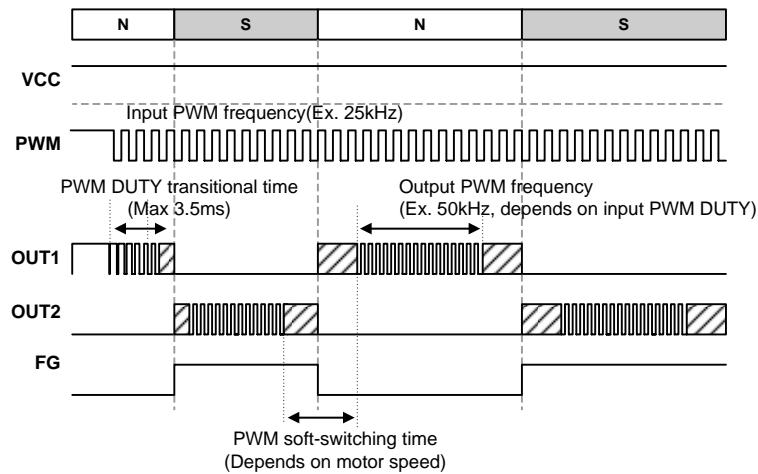 N S N S
VCC
Input PWM frequency(Ex. 25kHz)
PWM
PWM DUTY transitional time
(Max 3.5ms)
Output PWM frequency
(Ex. 50kHz, depends on input PWM DUTY)
OUT1
OUT2
FG
PWM soft-switching time
(Depends on motor speed)